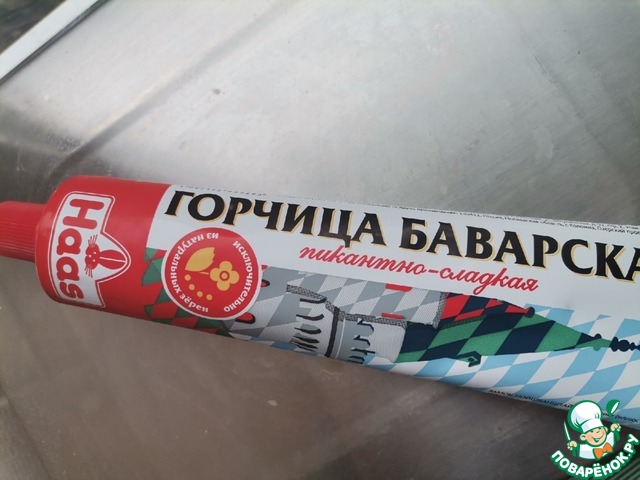 Haas
ГОРЧИЦА БАВАРСКА
пикантно-сладкая
ИСКЛЮЧИТЕЛЬНО
ИЗ НАТУРАЛЬНЫХ ЗЁРЕН
ПОВАРЁНОК.РУ